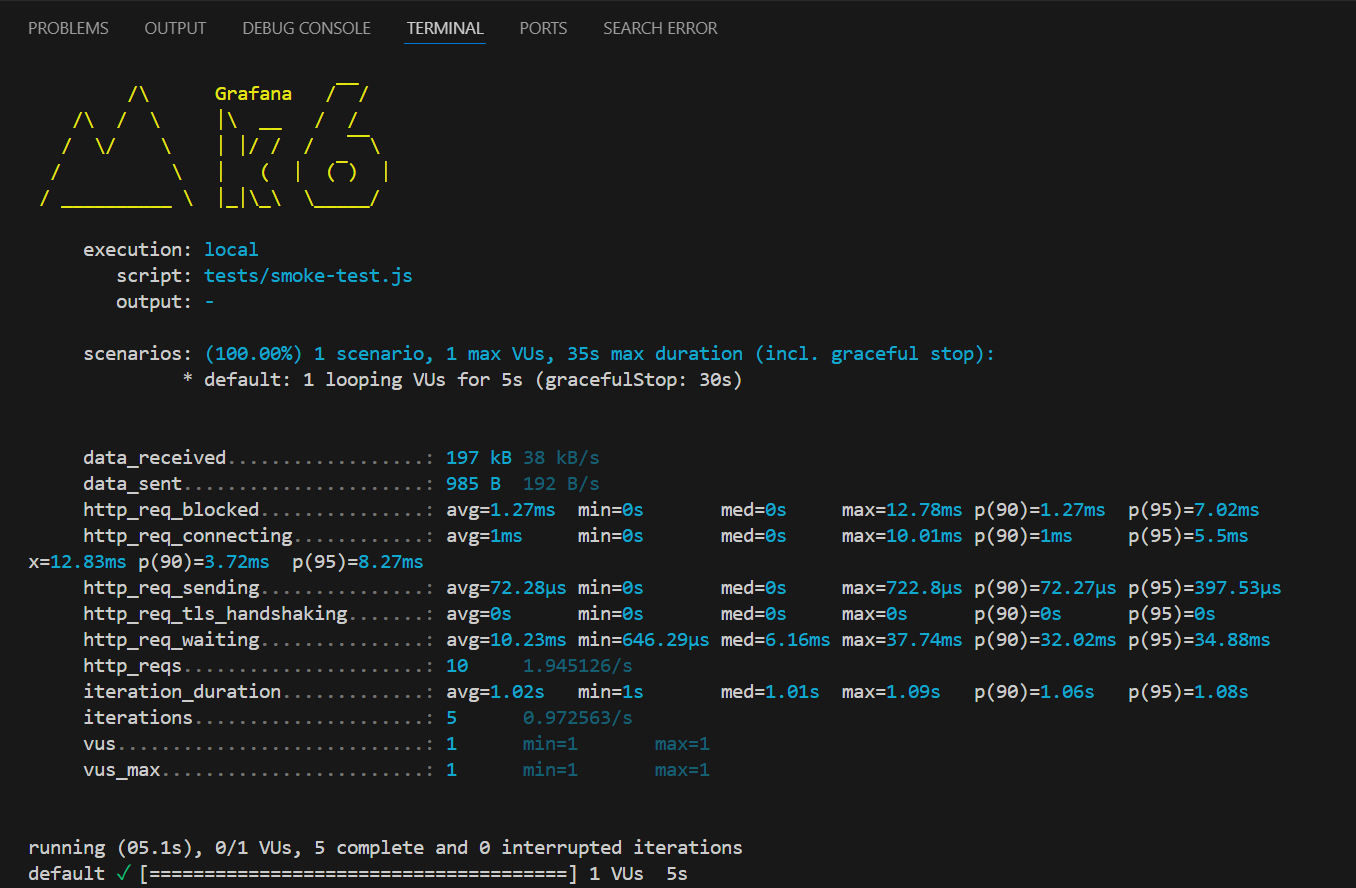 PROBLEMS OUTPUT DEBUG CONSOLE TERMINAL PORTS SEARCH ERROR
Grafana
execution: local
script: tests/smoke-test.js
output: -
scenarios: (100.00%) 1 scenario, 1 max VUs, 35s max duration (incl. graceful stop):
* default: 1 looping VUs for 5s (gracefulStop: 30s)
data_received..................: 197 kB 38 kB/s
data_sent......................: 985 B  192 B/s
http_req_blocked...............: avg=1.27ms  min=0s       med=0s     max=12.78ms p(90)=1.27ms  p(95)=7.02ms
http_req_connecting............: avg=1ms     min=0s       med=0s     max=10.01ms p(90)=1ms     p(95)=5.5ms
x=12.83ms p(90)=3.72ms  p(95)=8.27ms
http_req_sending...............: avg=72.28µs min=0s       med=0s     max=722.8µs p(90)=72.27µs p(95)=397.53µs
http_req_tls_handshaking.......: avg=0s      min=0s       med=0s     max=0s      p(90)=0s      p(95)=0s
http_req_waiting...............: avg=10.23ms min=646.29µs med=6.16ms max=37.74ms p(90)=32.02ms p(95)=34.88ms
http_reqs......................: 10     1.945126/s
iteration_duration.............: avg=1.02s   min=1s       med=1.01s  max=1.09s   p(90)=1.06s   p(95)=1.08s
iterations.....................: 5      0.972563/s
vus............................: 1      min=1       max=1
vus_max........................: 1      min=1       max=1
running (05.1s), 0/1 VUs, 5 complete and 0 interrupted iterations
default ✓ [======================================] 1 VUs  5s